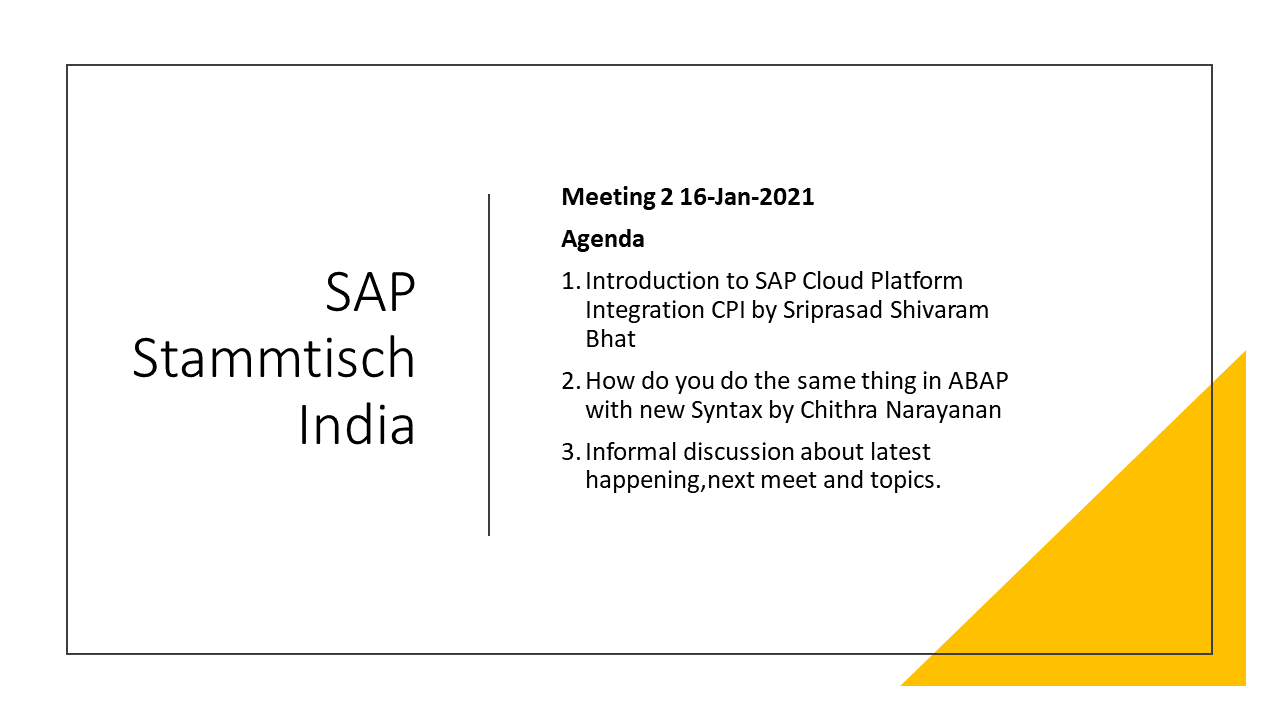 SAP
Stammtisch
India
Meeting 2 16-Jan-2021
Agenda
1. Introduction to SAP Cloud Platform
Integration CPI by Sriprasad Shivaram
Bhat
2. How do you do the same thing in ABAP
with new Syntax by Chithra Narayanan
3. Informal discussion about latest
happening,next meet and topics.